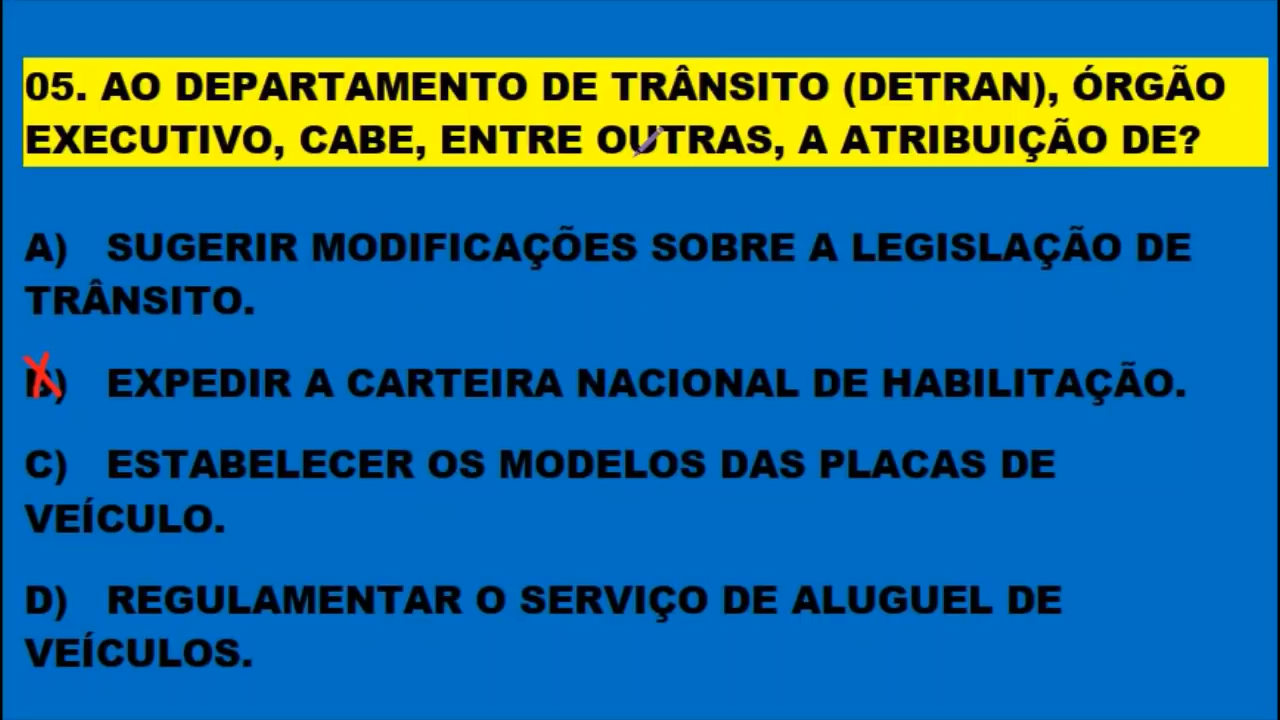 05. AO DEPARTAMENTO DE TRÂNSITO (DETRAN), ÓRGÃO
EXECUTIVO, CABE, ENTRE OUTRAS, A ATRIBUIÇÃO DE?
A) SUGERIR MODIFICAÇÕES SOBRE A LEGISLAÇÃO DE
TRÂNSITO.
B) EXPEDIR A CARTEIRA NACIONAL DE HABILITAÇÃO.
C) ESTABELECER OS MODELOS DAS PLACAS DE
VEÍCULO.
D) REGULAMENTAR O SERVIÇO DE ALUGUEL DE
VEÍCULOS.